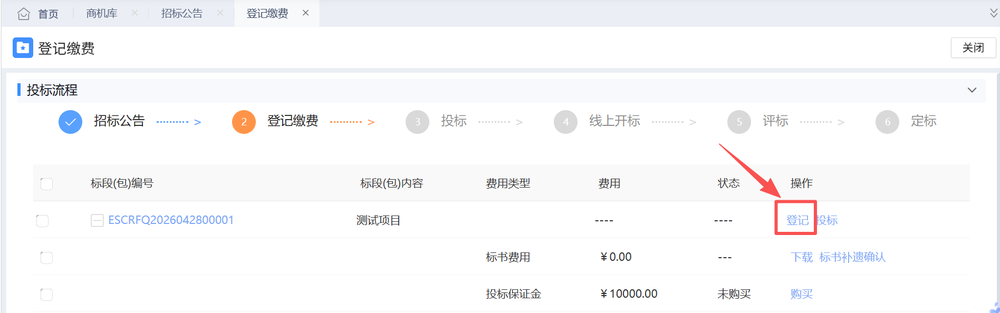 首页 商机库 招标公告 登记缴费
登记缴费 关闭
投标流程
招标公告 > 2 登记缴费 > 3 投标 > 4 线上开标 > 5 评标 > 6 定标
标段(包)编号 标段(包)内容 费用类型 费用 状态 操作
ESCRFQ2026042800001 测试项目 ---- ---- 登记 投标
标书费用 ¥0.00 --- 下载 标书补遗确认
投标保证金 ¥10000.00 未购买 购买